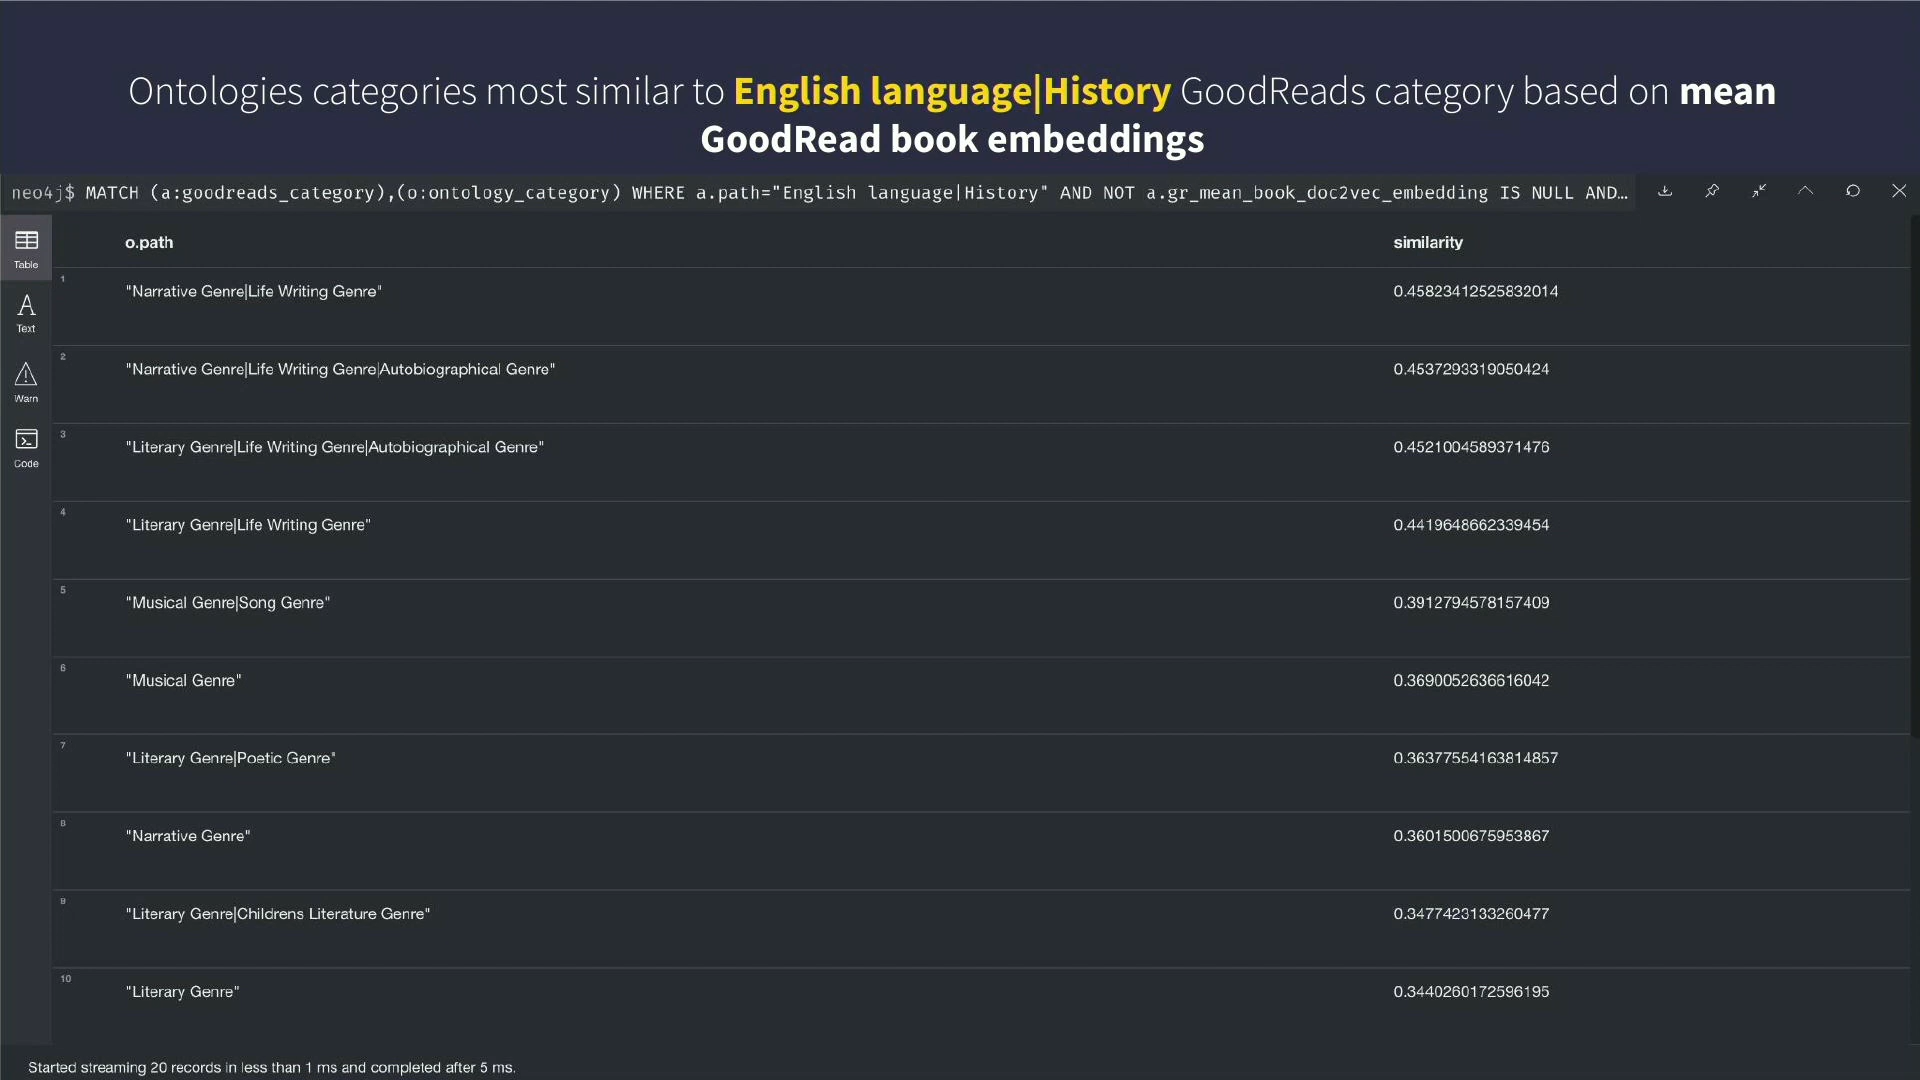 Ontologies categories most similar to English language|History GoodReads category based on mean
GoodRead book embeddings
neo4j$ MATCH (a:goodreads_category),(o:ontology_category) WHERE a.path="English language|History" AND NOT a.gr_mean_book_doc2vec_embedding IS NULL AND…
Table
Text
Warn
Code
o.path similarity
1 "Narrative Genre|Life Writing Genre" 0.45823412525832014
2 "Narrative Genre|Life Writing Genre|Autobiographical Genre" 0.4537293319050424
3 "Literary Genre|Life Writing Genre|Autobiographical Genre" 0.4521004589371476
4 "Literary Genre|Life Writing Genre" 0.4419648662339454
5 "Musical Genre|Song Genre" 0.3912794578157409
6 "Musical Genre" 0.3690052636616042
7 "Literary Genre|Poetic Genre" 0.36377554163814857
8 "Narrative Genre" 0.3601500675953867
9 "Literary Genre|Childrens Literature Genre" 0.3477423133260477
10 "Literary Genre" 0.3440260172596195
Started streaming 20 records in less than 1 ms and completed after 5 ms.